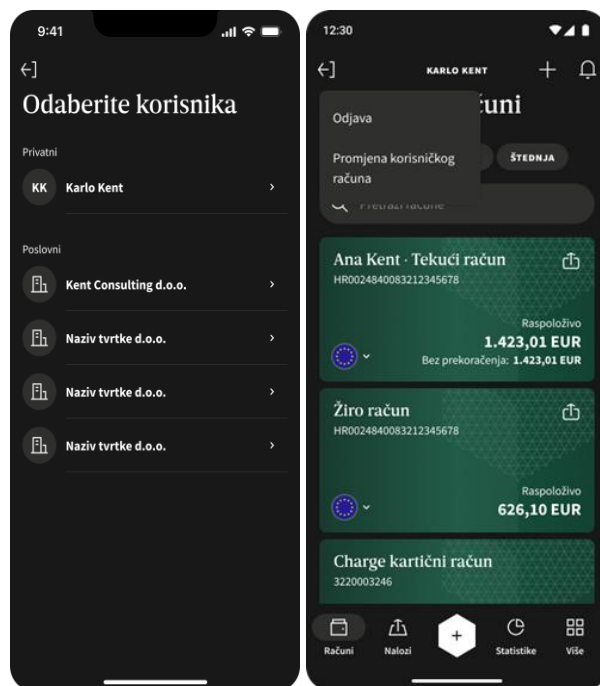 9:41
Odaberite korisnika
Privatni
KK
Karlo Kent
Poslovni
Kent Consulting d.o.o.
Naziv tvrtke d.o.o.
Naziv tvrtke d.o.o.
Naziv tvrtke d.o.o.
12:30
KARLO KENT
čuni
Odjava
Promjena korisničkog
računa
ŠTEDNJA
Pretraži račune
Ana Kent · Tekući račun
HR0024840083212345678
Raspoloživo
1.423,01 EUR
Bez prekoračenja: 1.423,01 EUR
Žiro račun
HR0024840083212345678
Raspoloživo
626,10 EUR
Charge kartični račun
3220003246
Računi
Nalozi
Statistike
Više